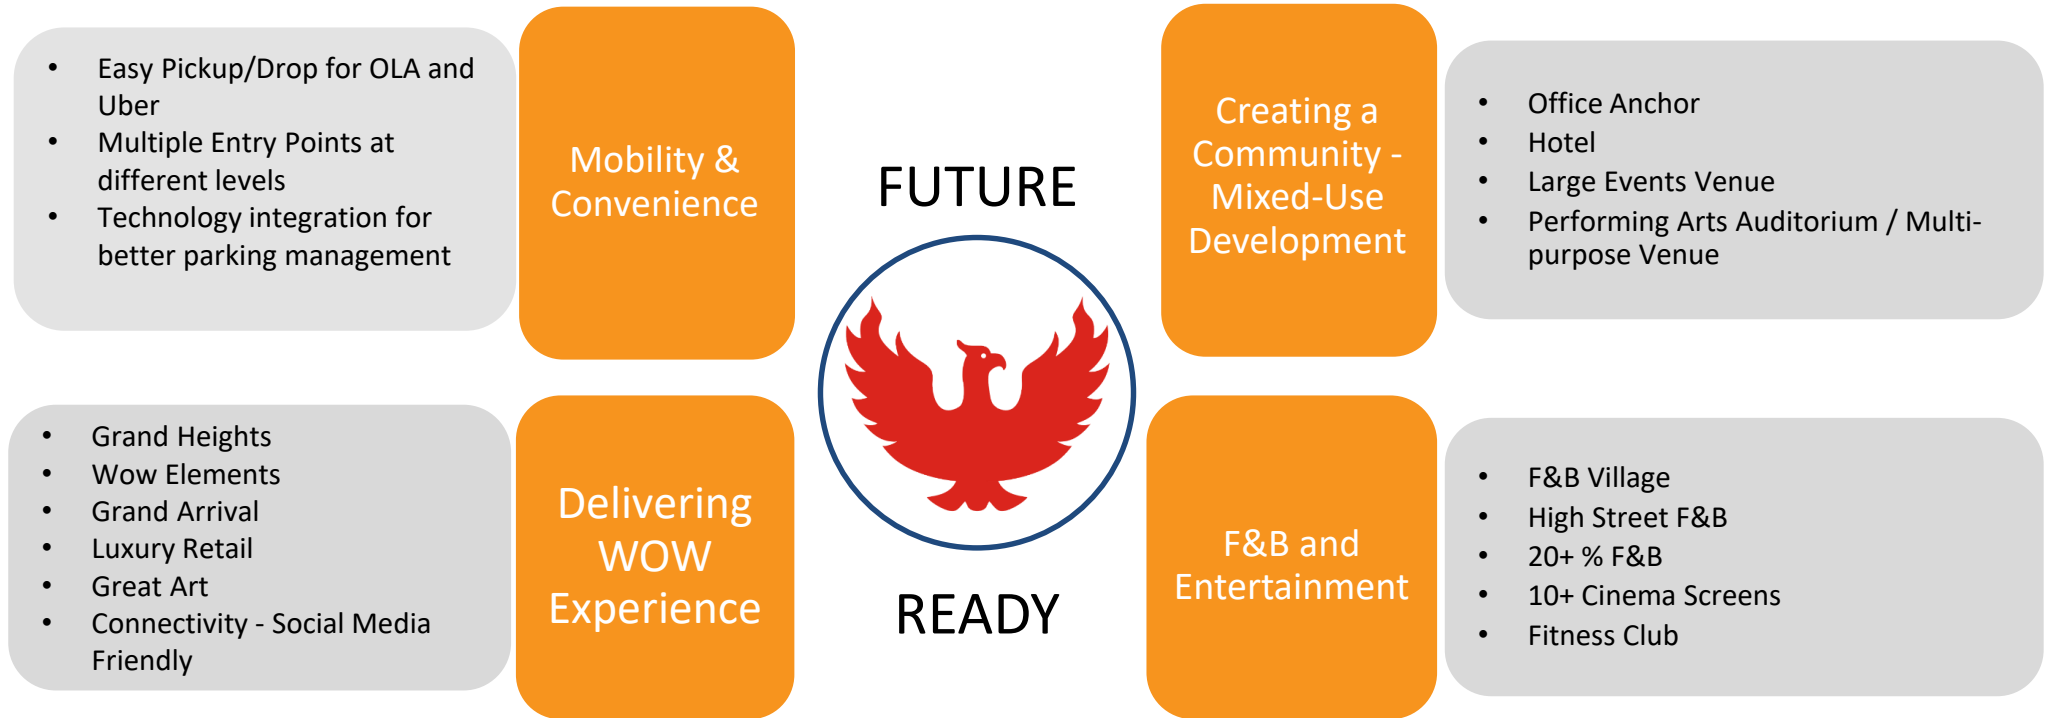 • Easy Pickup/Drop for OLA and
Uber
• Multiple Entry Points at
different levels
• Technology integration for
better parking management
Mobility &
Convenience
FUTURE
READY
Creating a
Community -
Mixed-Use
Development
• Office Anchor
• Hotel
• Large Events Venue
• Performing Arts Auditorium / Multi-
purpose Venue
• Grand Heights
• Wow Elements
• Grand Arrival
• Luxury Retail
• Great Art
• Connectivity - Social Media
Friendly
Delivering
WOW
Experience
F&B and
Entertainment
• F&B Village
• High Street F&B
• 20+ % F&B
• 10+ Cinema Screens
• Fitness Club